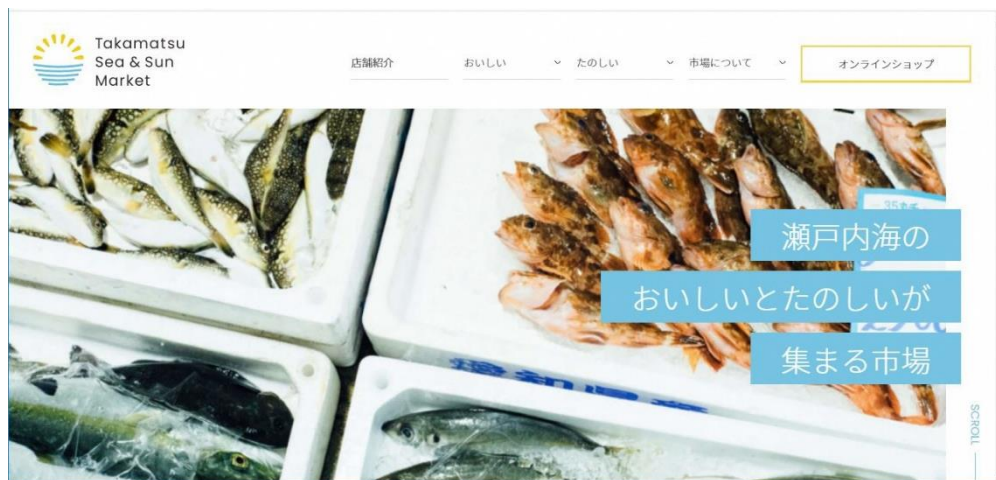 Takamatsu
Sea & Sun
Market
店舗紹介
おいしい
たのしい
市場について
オンラインショップ
瀬戸内海の
おいしいとたのしいが
集まる市場
SCROLL